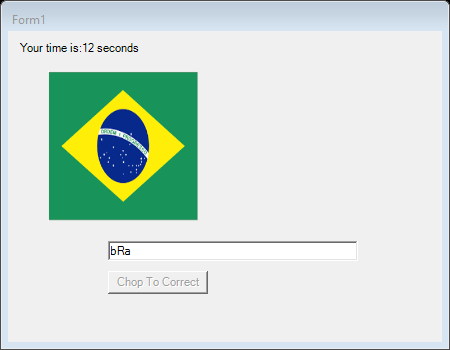 Form1
Your time is:12 seconds
bRa
Chop To Correct